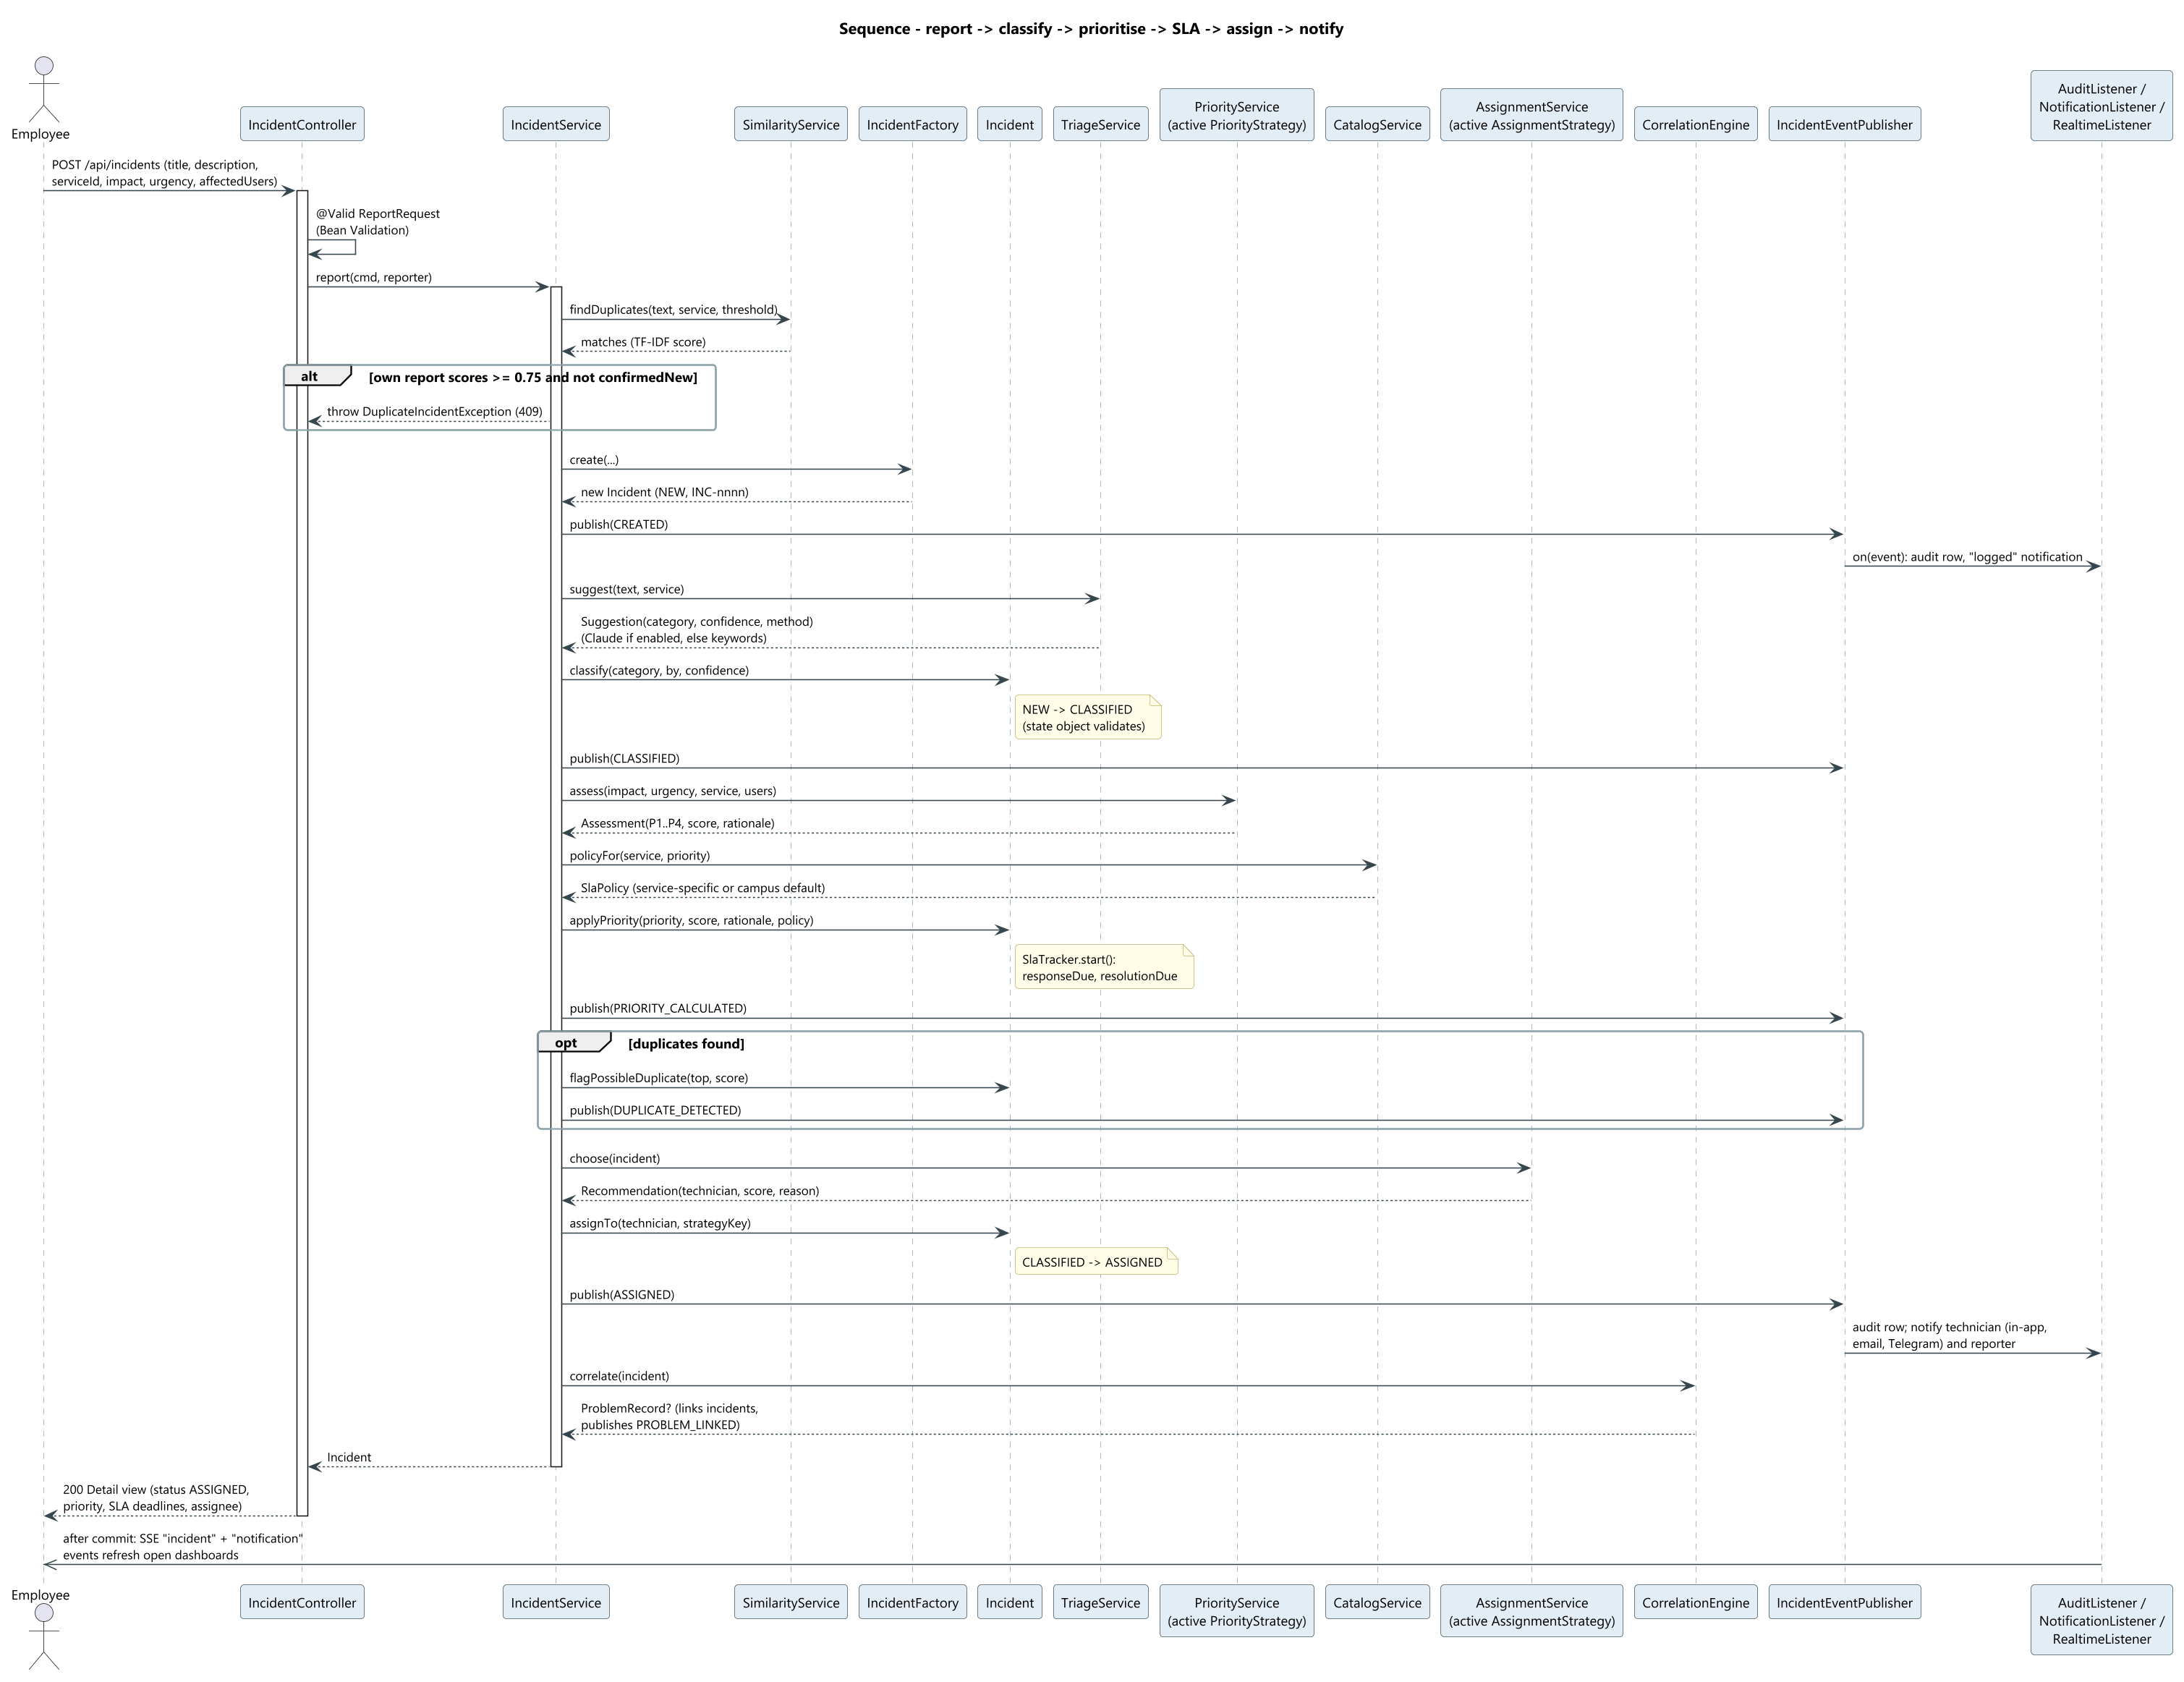 Sequence - report -> classify -> prioritise -> SLA -> assign -> notify
Employee
IncidentController
IncidentService
SimilarityService
IncidentFactory
Incident
TriageService
PriorityService
(active PriorityStrategy)
CatalogService
AssignmentService
(active AssignmentStrategy)
CorrelationEngine
IncidentEventPublisher
AuditListener /
NotificationListener /
RealtimeListener
POST /api/incidents (title, description,
serviceId, impact, urgency, affectedUsers)
@Valid ReportRequest
(Bean Validation)
report(cmd, reporter)
findDuplicates(text, service, threshold)
matches (TF-IDF score)
alt
[own report scores >= 0.75 and not confirmedNew]
throw DuplicateIncidentException (409)
create(...)
new Incident (NEW, INC-nnnn)
publish(CREATED)
on(event): audit row, "logged" notification
suggest(text, service)
Suggestion(category, confidence, method)
(Claude if enabled, else keywords)
classify(category, by, confidence)
NEW -> CLASSIFIED
(state object validates)
publish(CLASSIFIED)
assess(impact, urgency, service, users)
Assessment(P1..P4, score, rationale)
policyFor(service, priority)
SlaPolicy (service-specific or campus default)
applyPriority(priority, score, rationale, policy)
SlaTracker.start():
responseDue, resolutionDue
publish(PRIORITY_CALCULATED)
opt
[duplicates found]
flagPossibleDuplicate(top, score)
publish(DUPLICATE_DETECTED)
choose(incident)
Recommendation(technician, score, reason)
assignTo(technician, strategyKey)
CLASSIFIED -> ASSIGNED
publish(ASSIGNED)
audit row; notify technician (in-app,
email, Telegram) and reporter
correlate(incident)
ProblemRecord? (links incidents,
publishes PROBLEM_LINKED)
Incident
200 Detail view (status ASSIGNED,
priority, SLA deadlines, assignee)
after commit: SSE "incident" + "notification"
events refresh open dashboards
Employee
IncidentController
IncidentService
SimilarityService
IncidentFactory
Incident
TriageService
PriorityService
(active PriorityStrategy)
CatalogService
AssignmentService
(active AssignmentStrategy)
CorrelationEngine
IncidentEventPublisher
AuditListener /
NotificationListener /
RealtimeListener